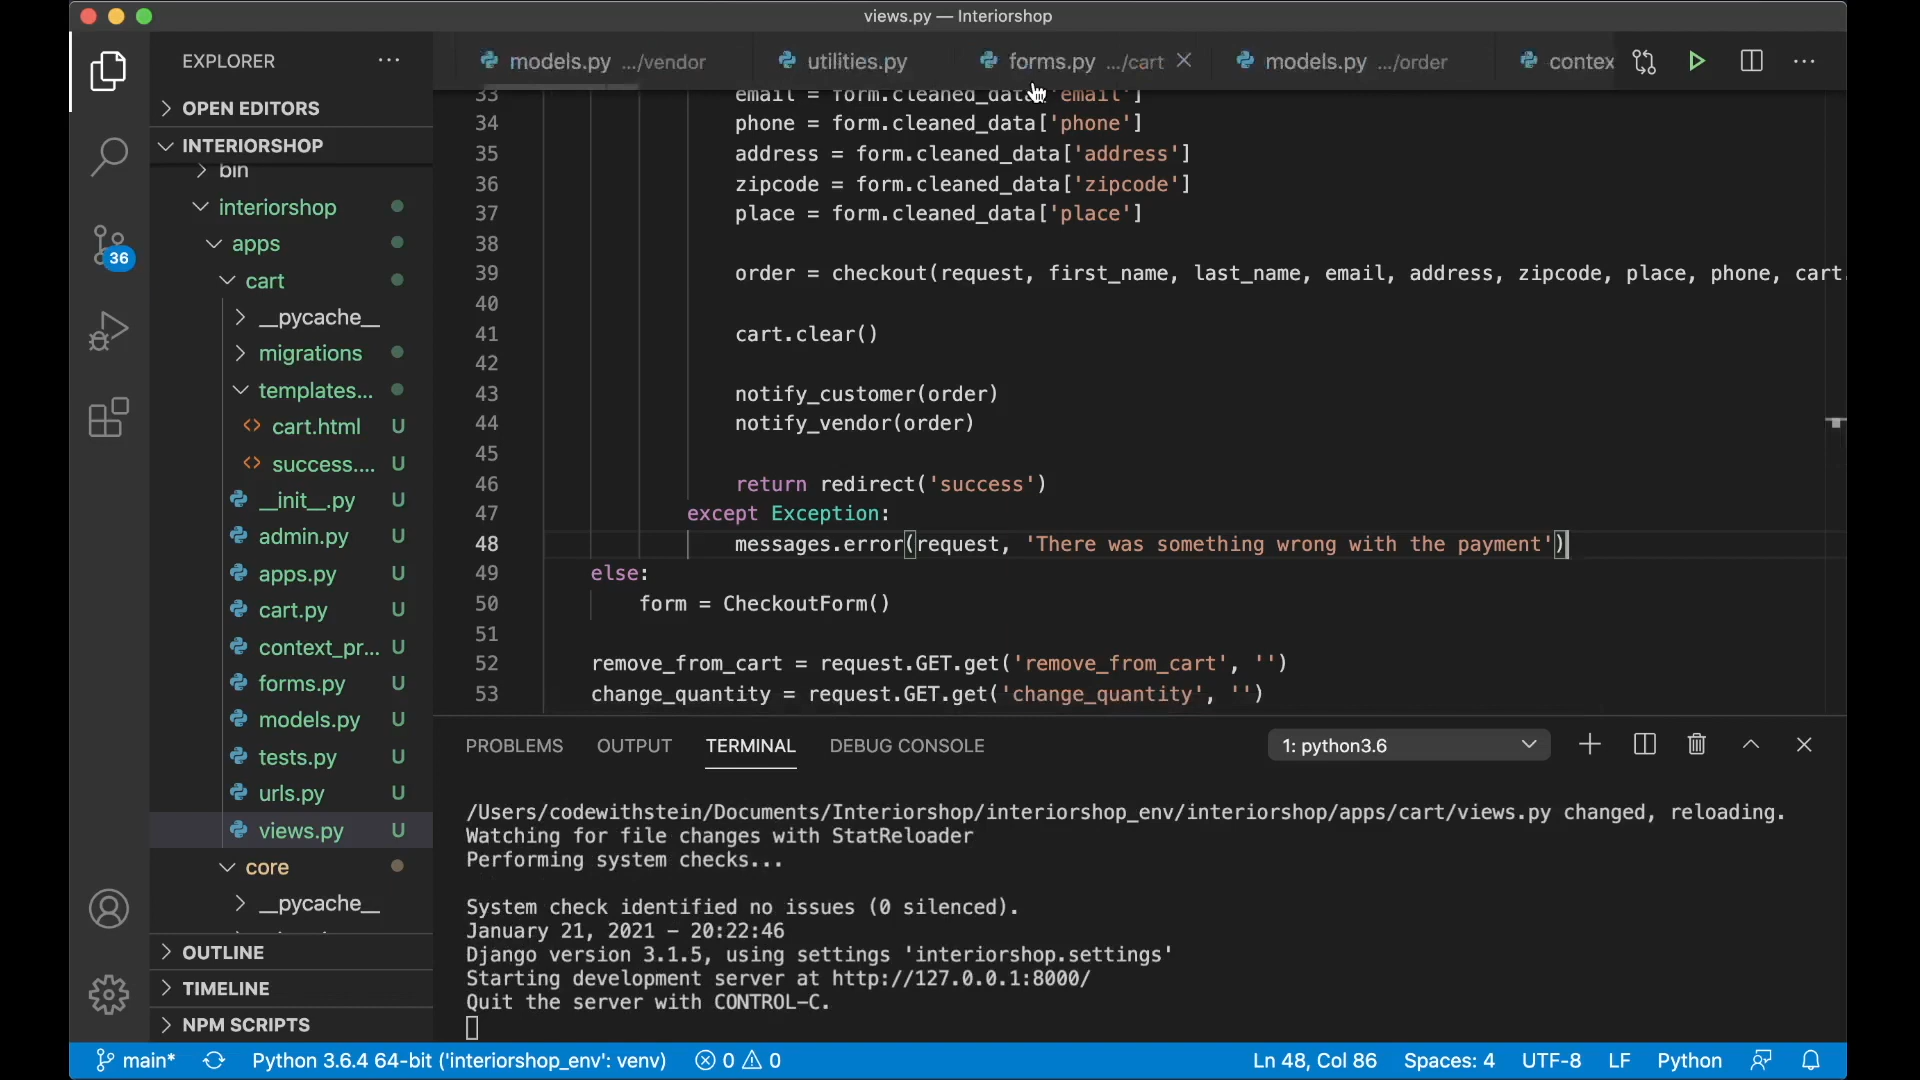 views.py — Interiorshop
EXPLORER
models.py .../vendor
utilities.py
forms.py .../cart
models.py .../order
contex
OPEN EDITORS
INTERIORSHOP
bin
interiorshop
apps
cart
__pycache__
migrations
templates...
cart.html U
success.... U
__init__.py U
admin.py U
apps.py U
cart.py U
context_pr... U
forms.py U
models.py U
tests.py U
urls.py U
views.py U
core
__pycache__
OUTLINE
TIMELINE
NPM SCRIPTS
36
33 email = form.cleaned_data['email']
34 phone = form.cleaned_data['phone']
35 address = form.cleaned_data['address']
36 zipcode = form.cleaned_data['zipcode']
37 place = form.cleaned_data['place']
38
39 order = checkout(request, first_name, last_name, email, address, zipcode, place, phone, cart.
40
41 cart.clear()
42
43 notify_customer(order)
44 notify_vendor(order)
45
46 return redirect('success')
47 except Exception:
48 messages.error(request, 'There was something wrong with the payment')
49 else:
50 form = CheckoutForm()
51
52 remove_from_cart = request.GET.get('remove_from_cart', '')
53 change_quantity = request.GET.get('change_quantity', '')
PROBLEMS OUTPUT TERMINAL DEBUG CONSOLE
1: python3.6
/Users/codewithstein/Documents/Interiorshop/interiorshop_env/interiorshop/apps/cart/views.py changed, reloading.
Watching for file changes with StatReloader
Performing system checks...
System check identified no issues (0 silenced).
January 21, 2021 - 20:22:46
Django version 3.1.5, using settings 'interiorshop.settings'
Starting development server at http://127.0.0.1:8000/
Quit the server with CONTROL-C.
main* Python 3.6.4 64-bit ('interiorshop_env': venv) 0 0
Ln 48, Col 86 Spaces: 4 UTF-8 LF Python